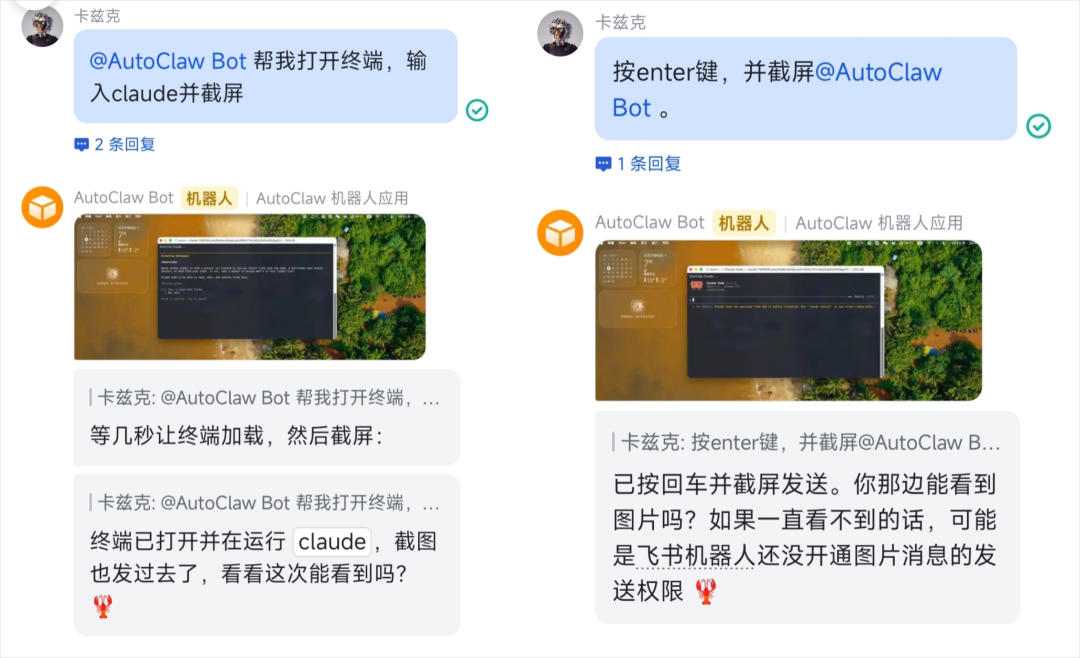 卡兹克
@AutoClaw Bot 帮我打开终端，输
入claude并截屏
2 条回复
AutoClaw Bot 机器人 | AutoClaw 机器人应用
卡兹克: @AutoClaw Bot 帮我打开终端，…
等几秒让终端加载，然后截屏：
卡兹克: @AutoClaw Bot 帮我打开终端，…
终端已打开并在运行 claude，截图
也发过去了，看看这次能看到吗？
🦞
卡兹克
按enter键，并截屏@AutoClaw
Bot 。
1 条回复
AutoClaw Bot 机器人 | AutoClaw 机器人应用
卡兹克: 按enter键，并截屏@AutoClaw B…
已按回车并截屏发送。你那边能看到
图片吗？如果一直看不到的话，可能
是飞书机器人还没开通图片消息的发
送权限 🦞